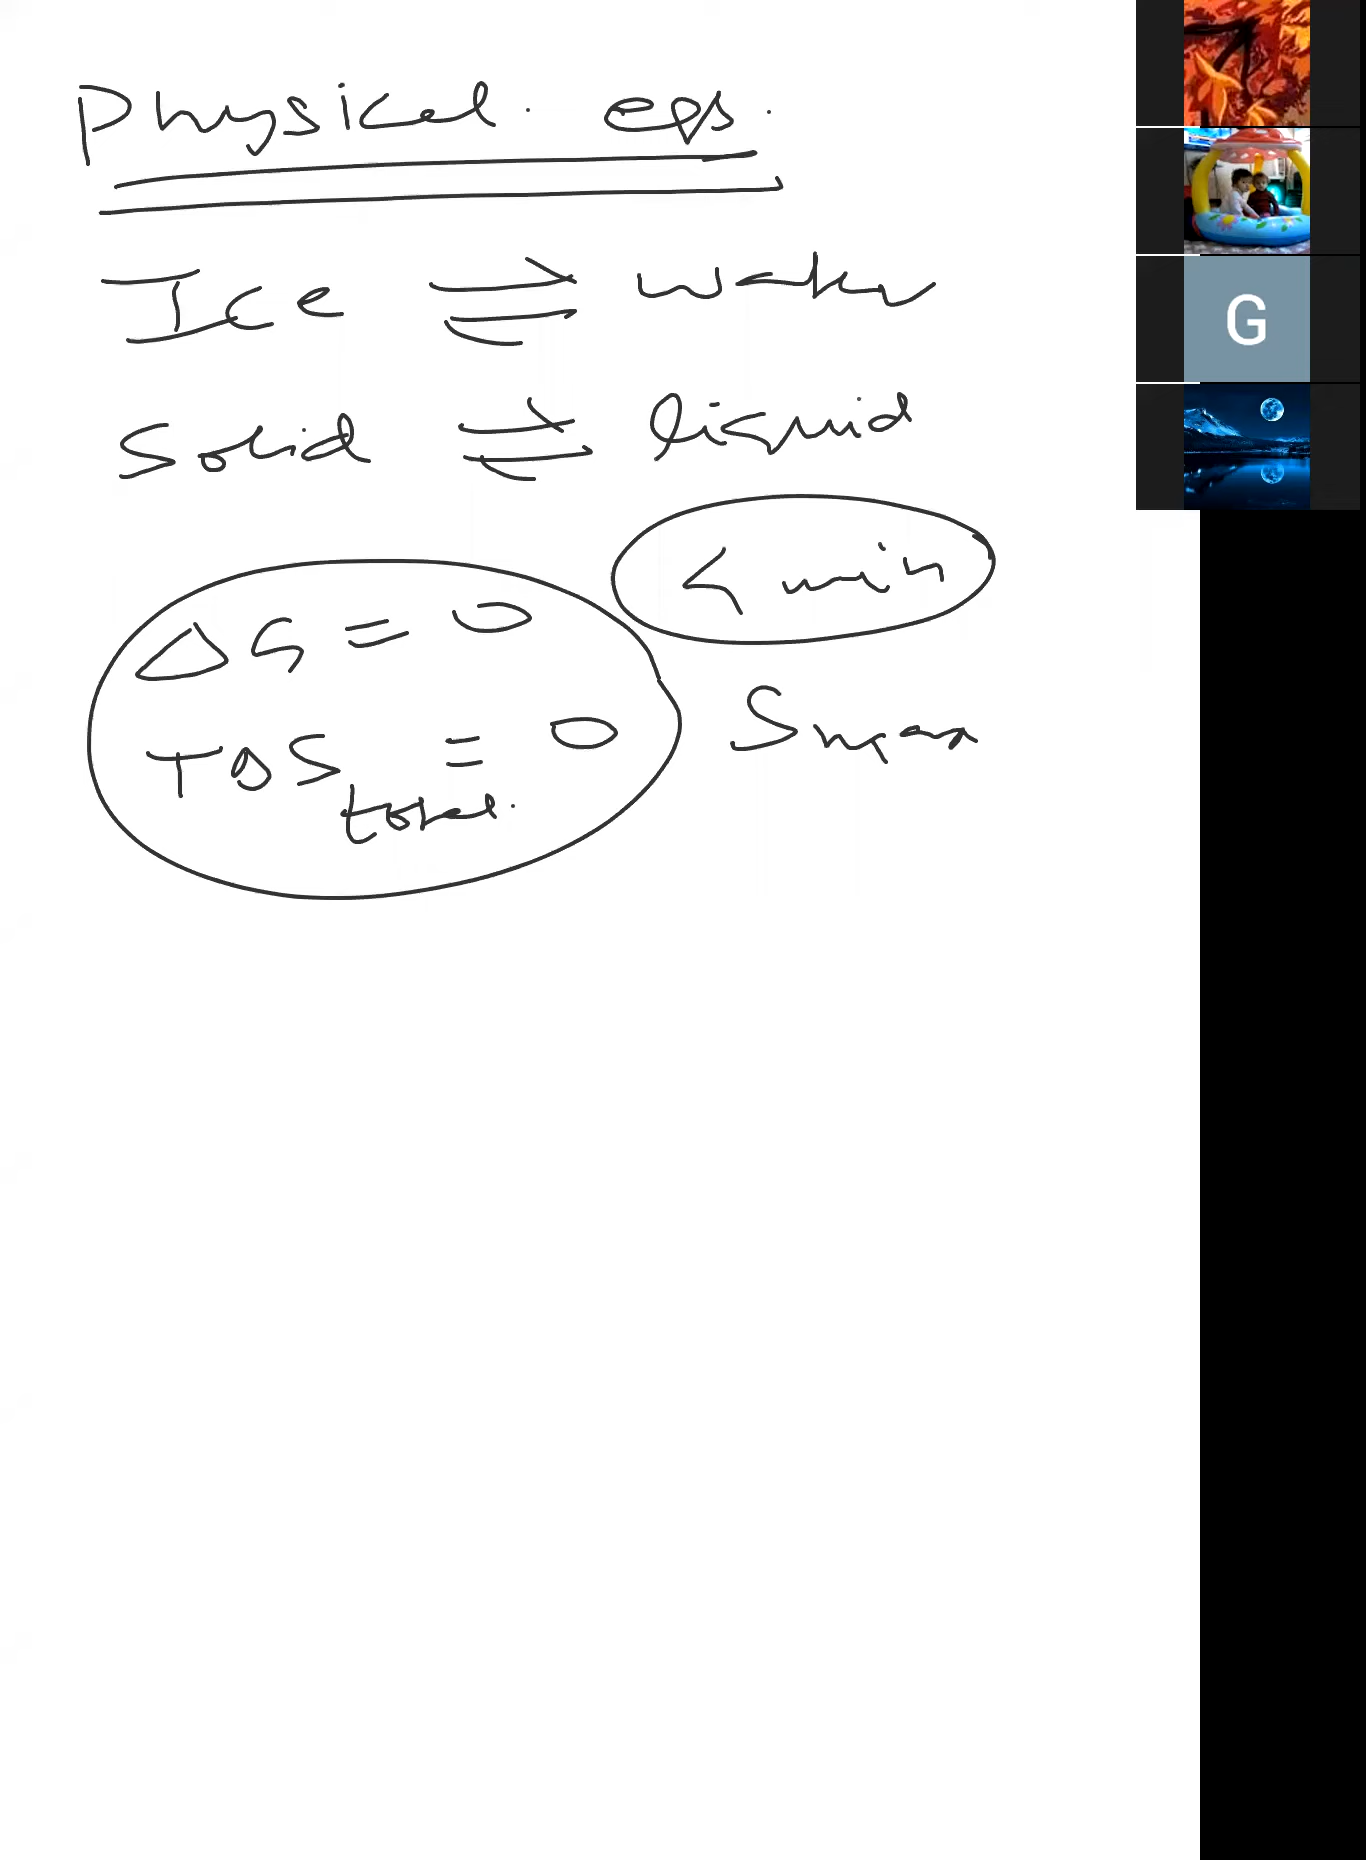 Physical. eqs.
Ice ⇌ water
Solid ⇌ liquid
G min
ΔG = 0
TΔS total. = 0
S max
G